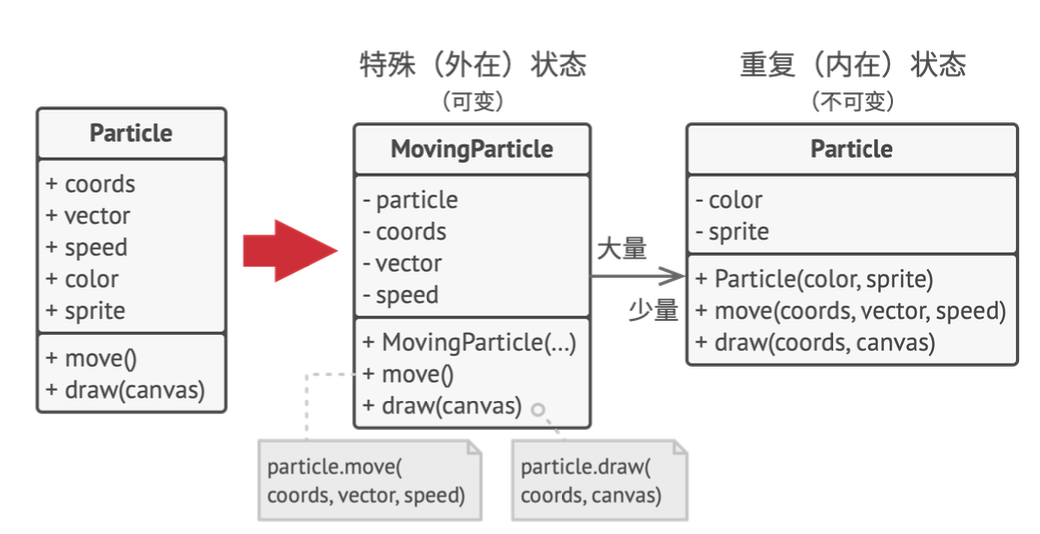 Particle
+ coords
+ vector
+ speed
+ color
+ sprite
+ move()
+ draw(canvas)
特殊（外在）状态
（可变）
MovingParticle
- particle
- coords
- vector
- speed
+ MovingParticle(...)
+ move()
+ draw(canvas)
particle.move(
coords, vector, speed)
particle.draw(
coords, canvas)
大量
少量
重复（内在）状态
（不可变）
Particle
- color
- sprite
+ Particle(color, sprite)
+ move(coords, vector, speed)
+ draw(coords, canvas)